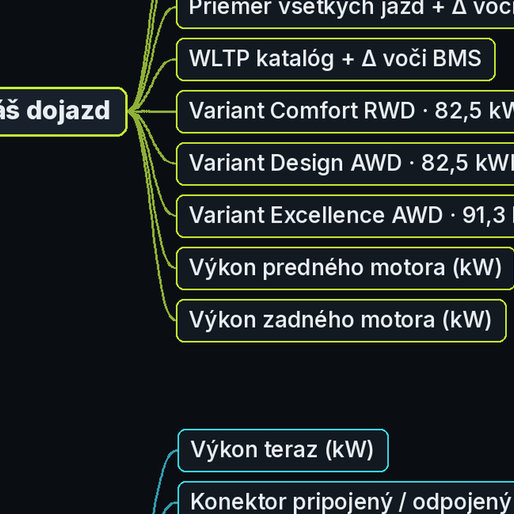 Priemer všetkých jázd + Δ voči
áš dojazd
WLTP katalóg + Δ voči BMS
Variant Comfort RWD · 82,5
Variant Design AWD · 82,5
Variant Excellence AWD · 91,3
Výkon predného motora (kW)
Výkon zadného motora (kW)
Výkon teraz (kW)
Konektor pripojený / odpojený